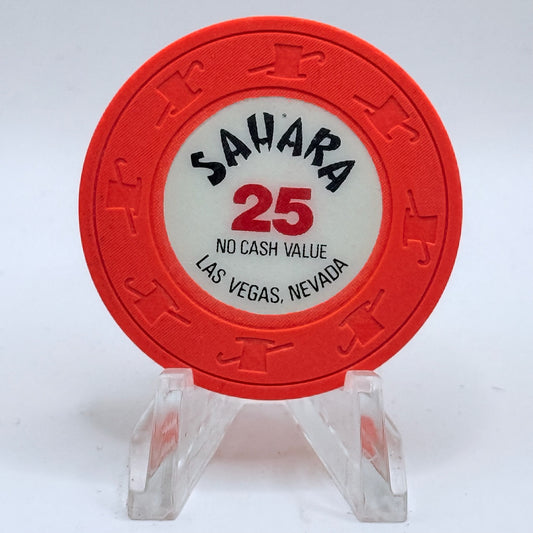 SAHARA
25
NO CASH VALUE
LAS VEGAS, NEVADA